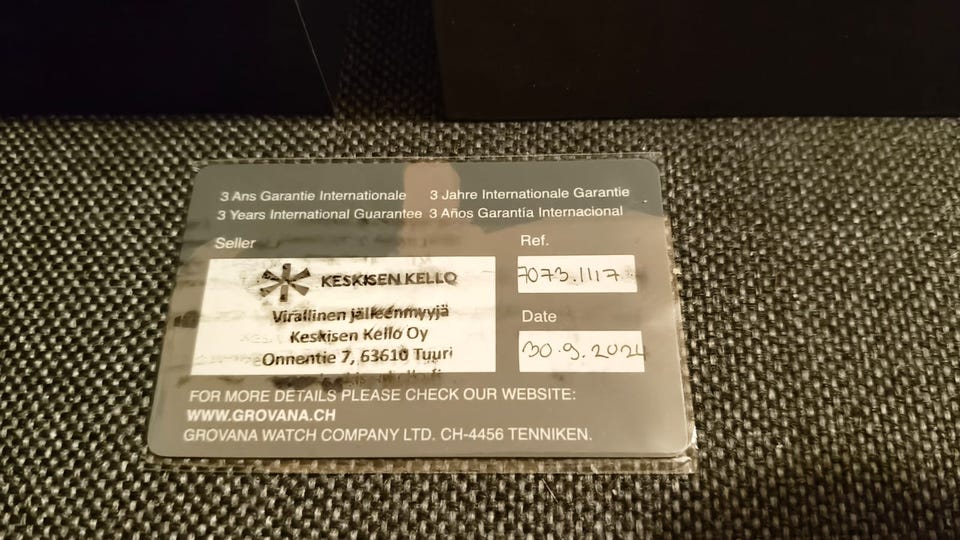 3 Ans Garantie Internationale 3 Jahre Internationale Garantie
3 Years International Guarantee 3 Años Garantía Internacional
Seller
KESKISEN KELLO
Virallinen jälleenmyyjä
Keskisen Kello Oy
Onnentie 7, 63610 Tuuri
Ref.
7073.1117
Date
30.9.2024
FOR MORE DETAILS PLEASE CHECK OUR WEBSITE:
WWW.GROVANA.CH
GROVANA WATCH COMPANY LTD. CH-4456 TENNIKEN.